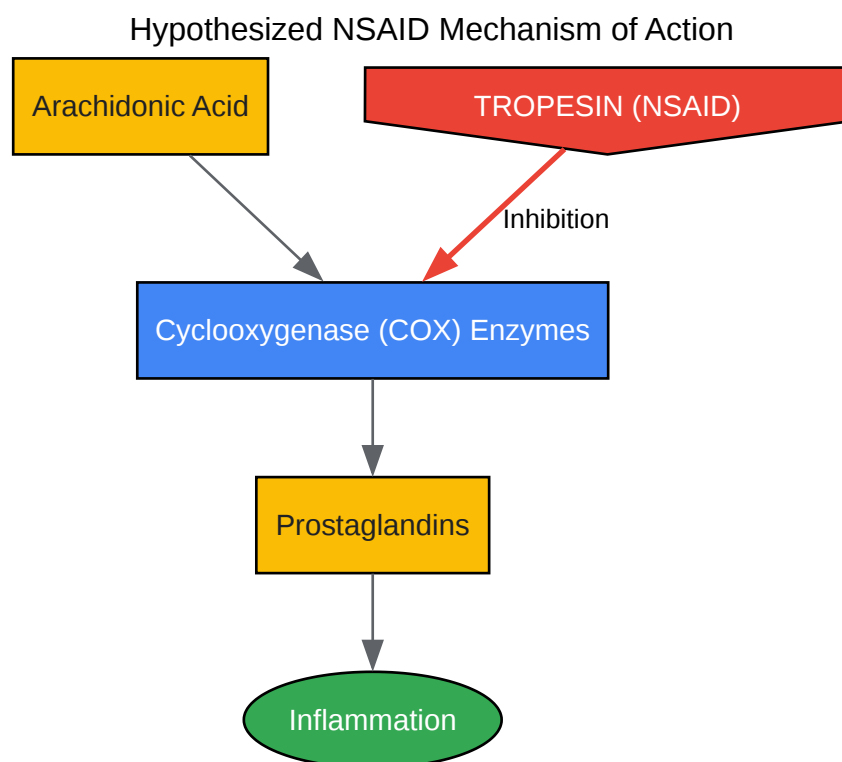 Hypothesized NSAID Mechanism of Action
Arachidonic Acid
TROPESIN (NSAID)
Inhibition
Cyclooxygenase (COX) Enzymes
Prostaglandins
Inflammation